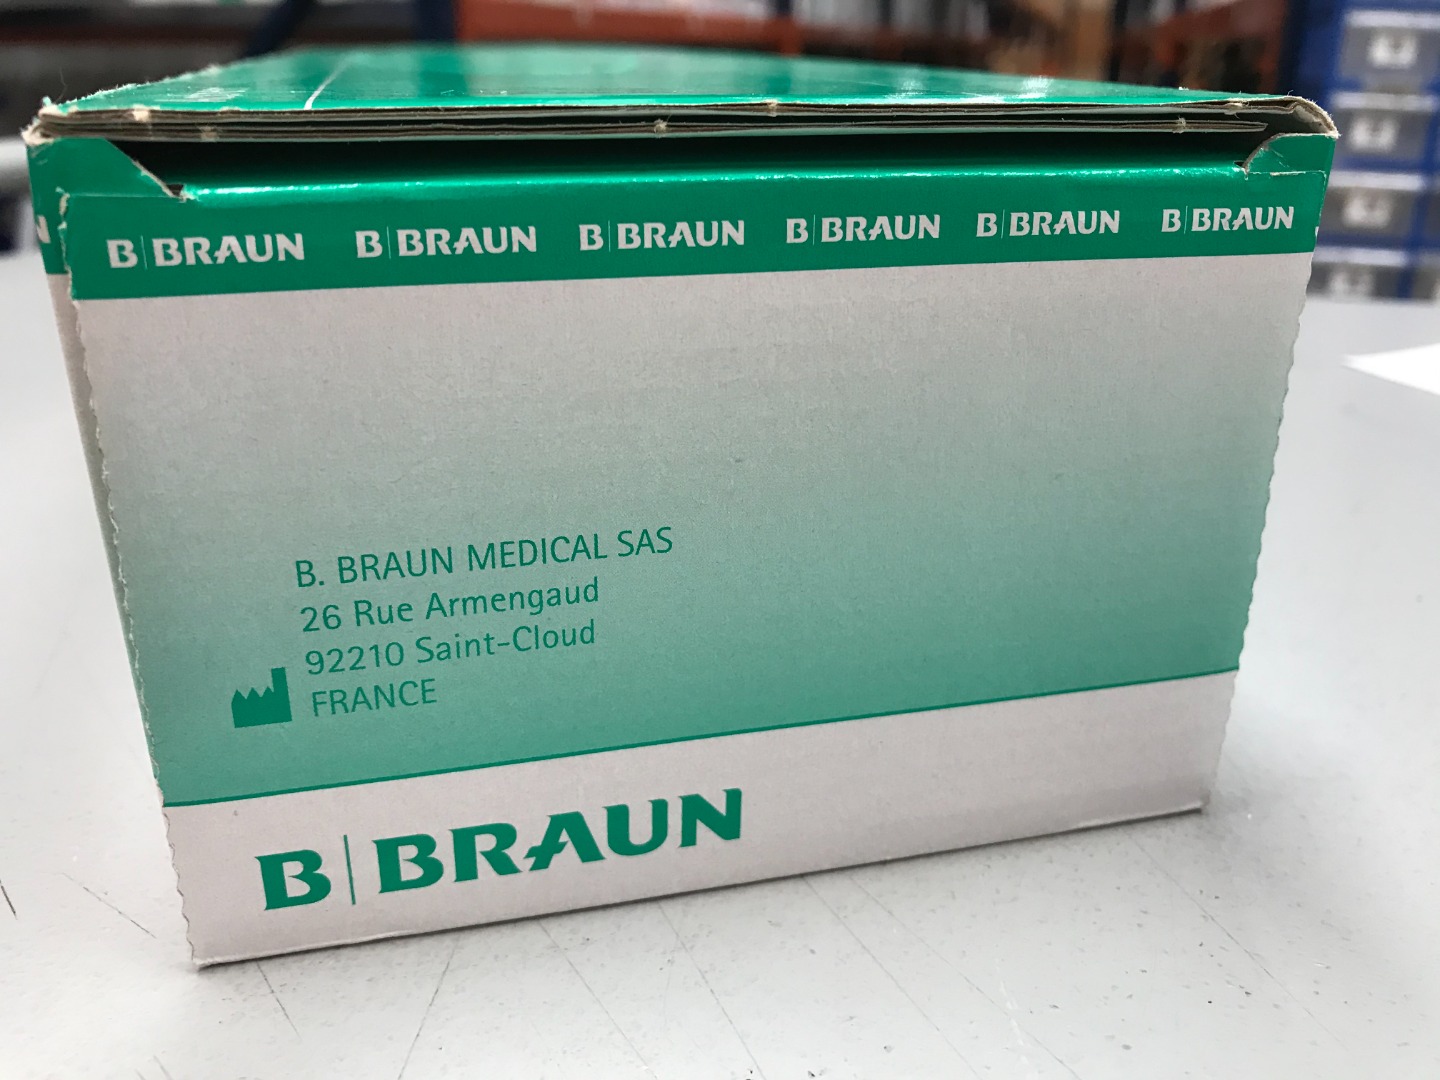 B|BRAUN B|BRAUN B|BRAUN B|BRAUN B|BRAUN B|BRAUN
B. BRAUN MEDICAL SAS
26 Rue Armengaud
92210 Saint-Cloud
FRANCE
B|BRAUN